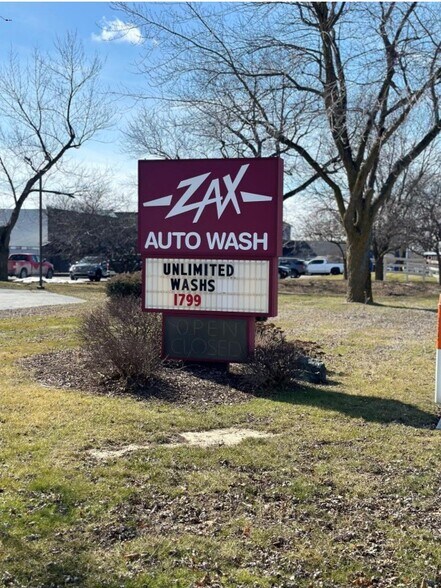 ZAX
AUTO WASH
UNLIMITED
WASHS
1799
OPEN
CLOSED